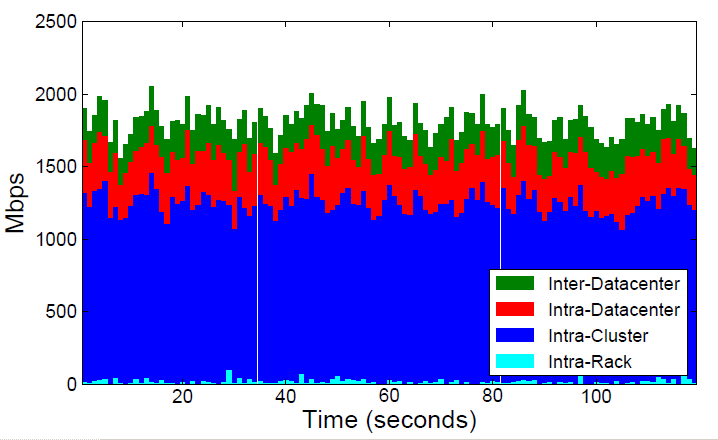 2500
2000
1500
1000
500
0
Mbps
Inter-Datacenter
Intra-Datacenter
Intra-Cluster
Intra-Rack
20 40 60 80 100
Time (seconds)